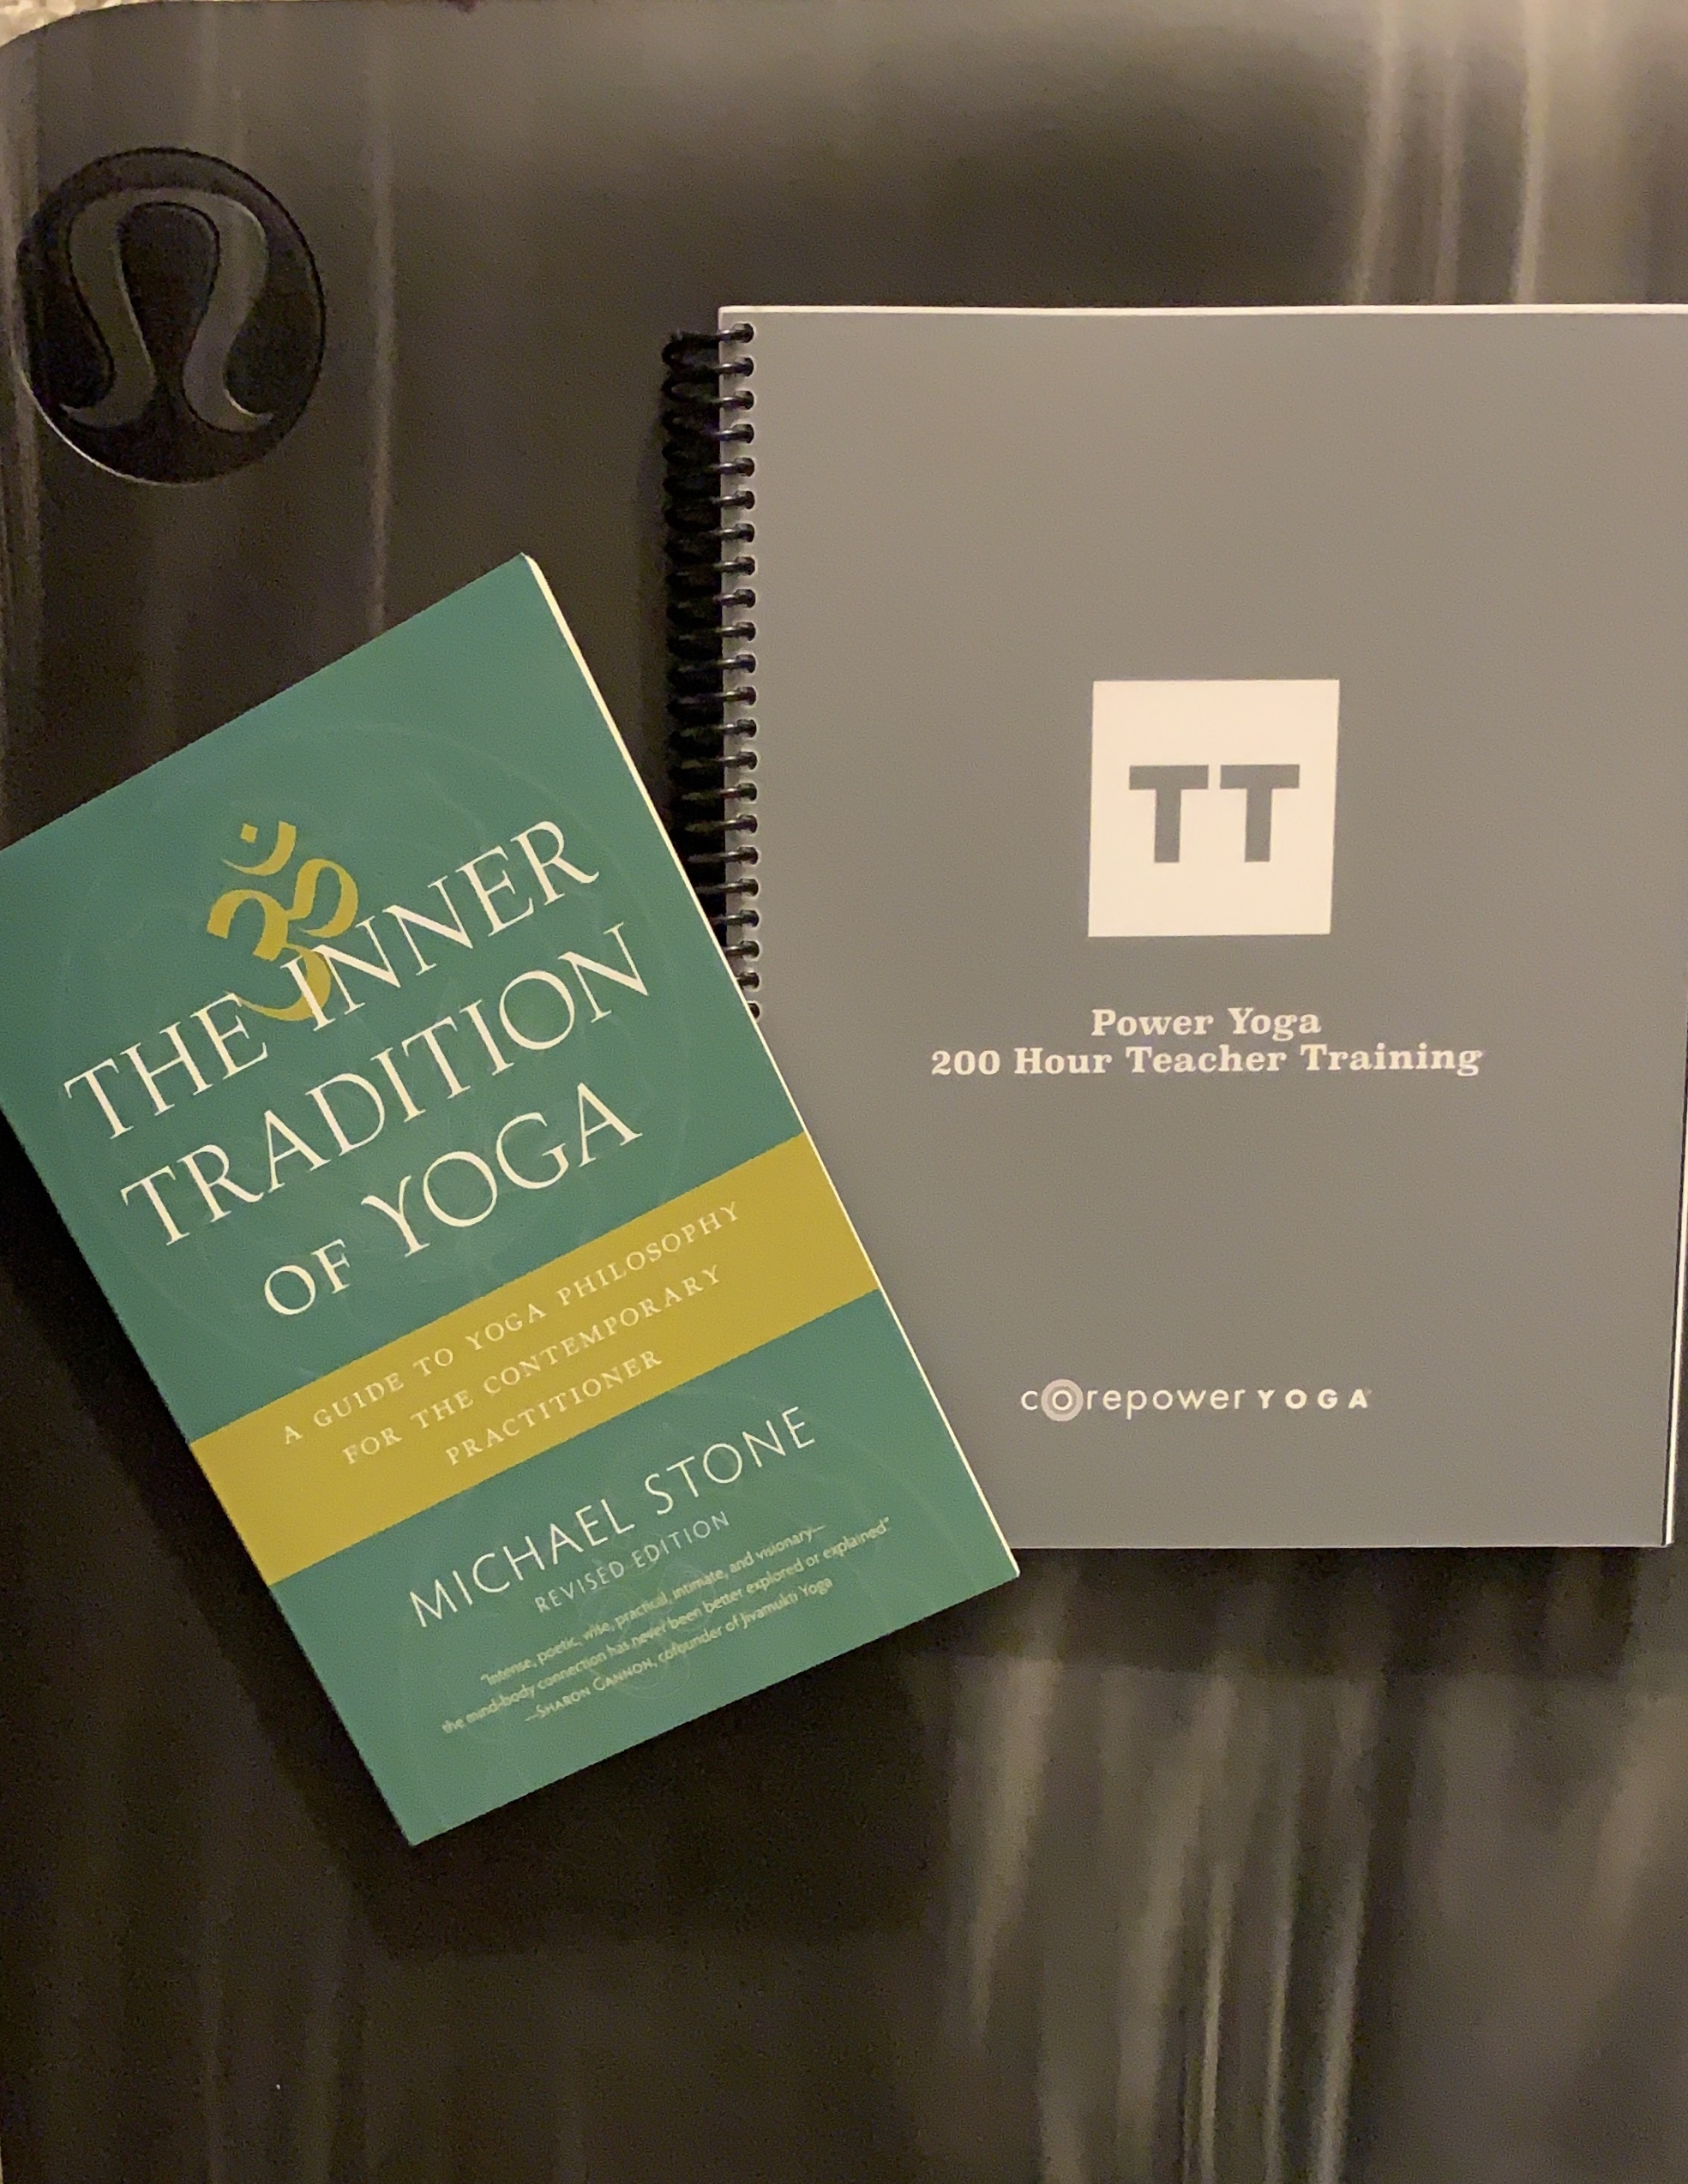 ॐ
THE INNER
TRADITION
OF YOGA
A GUIDE TO YOGA PHILOSOPHY
FOR THE CONTEMPORARY
PRACTITIONER
MICHAEL STONE
REVISED EDITION
"Intense, poetic, wise, practical, intimate, and visionary—
the mind-body connection has never been better explored or explained"
—SHARON GANNON, cofounder of Jivamukti Yoga
TT
Power Yoga
200 Hour Teacher Training
corepower YOGA